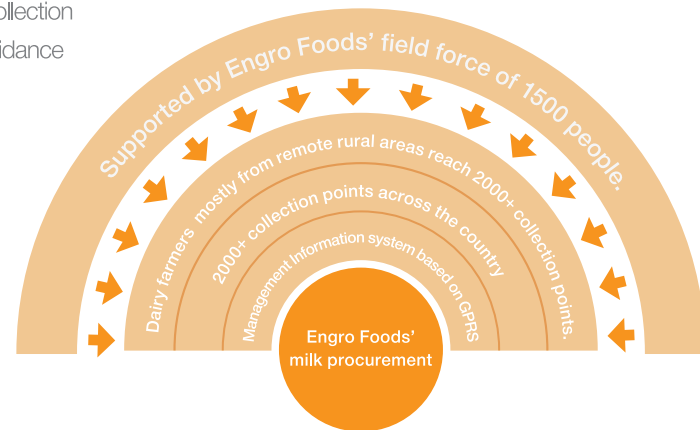 ollection
idance
Supported by Engro Foods' field force of 1500 people.
Dairy farmers mostly from remote rural areas reach 2000+ collection points.
2000+ collection points across the country
Management Information system based on GPRS
Engro Foods'
milk procurement